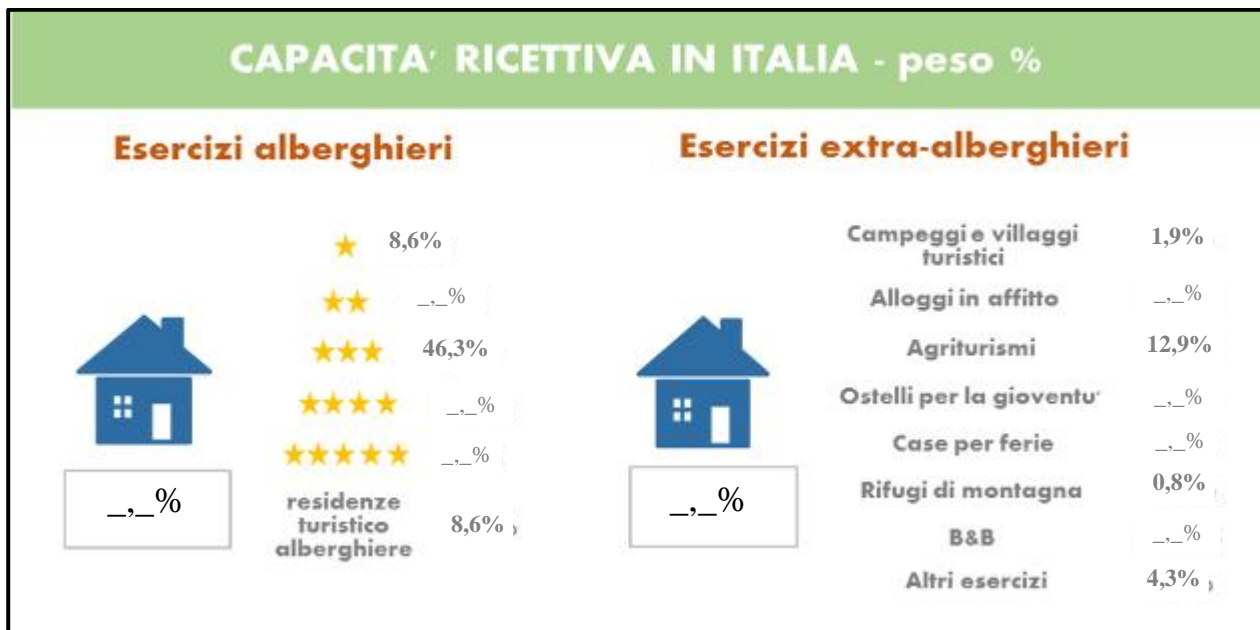 CAPACITA' RICETTIVA IN ITALIA - peso %
Esercizi alberghieri
8,6%
_,_%
46,3%
_,_%
_,_%
residenze
turistico
alberghiere
8,6%
_,_%
Esercizi extra-alberghieri
Campeggi e villaggi
turistici
1,9%
Alloggi in affitto
_,_%
Agriturismi
12,9%
Ostelli per la gioventu'
_,_%
Case per ferie
_,_%
Rifugi di montagna
0,8%
B&B
_,_%
Altri esercizi
4,3%
_,_%